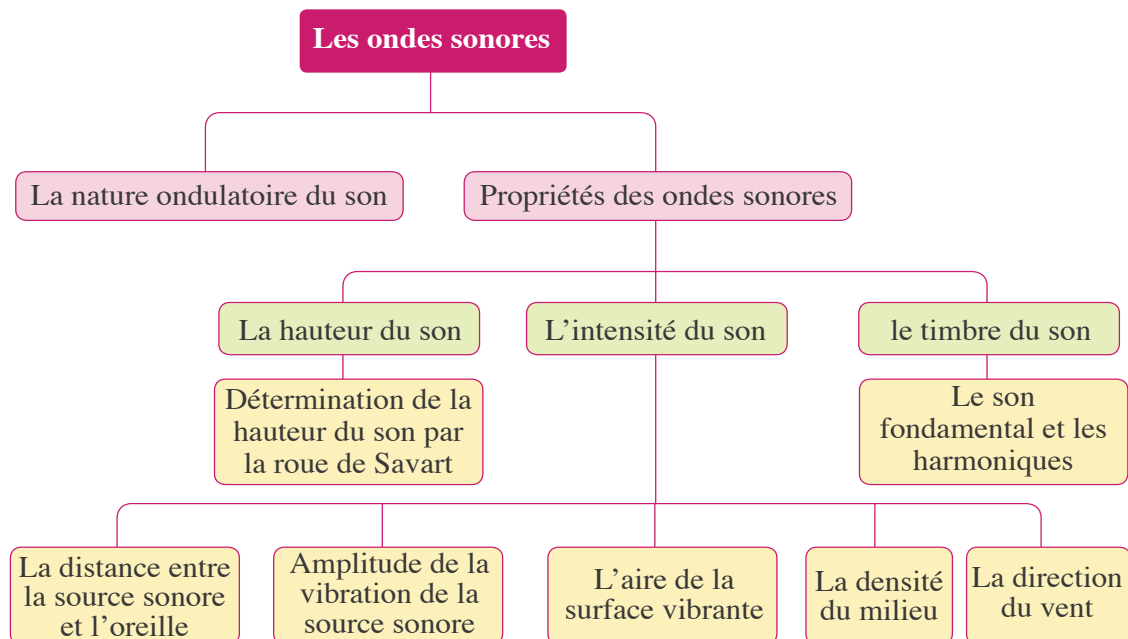 Les ondes sonores
La nature ondulatoire du son
Propriétés des ondes sonores
La hauteur du son
L’intensité du son
le timbre du son
Détermination de la
hauteur du son par
la roue de Savart
Le son
fondamental et les
harmoniques
La distance entre
la source sonore
et l’oreille
Amplitude de la
vibration de la
source sonore
L’aire de la
surface vibrante
La densité
du milieu
La direction
du vent